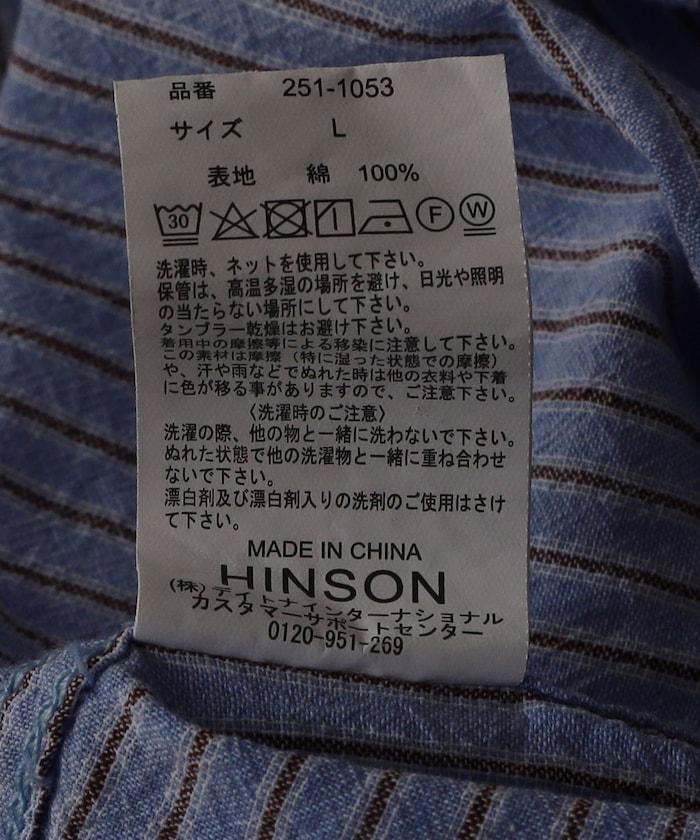 品番 251-1053
サイズ L
表地 綿 100%
30 F W
洗濯時、ネットを使用して下さい。
保管は、高温多湿の場所を避け、日光や照明
の当たらない場所にして下さい。
タンブラー乾燥はお避け下さい。
着用中の摩擦等による移染に注意して下さい。
この素材は摩擦（特に湿った状態での摩擦）
や、汗や雨などでぬれた時は他の衣料や下着
に色が移る事がありますので、ご注意下さい。
〈洗濯時のご注意〉
洗濯の際、他の物と一緒に洗わないで下さい。
ぬれた状態で他の洗濯物と一緒に重ね合わせ
ないで下さい。
漂白剤及び漂白剤入りの洗剤のご使用はさけ
て下さい。
MADE IN CHINA
HINSON
(株)デイトナインターナショナル
カスタマーサポートセンター
0120-951-269